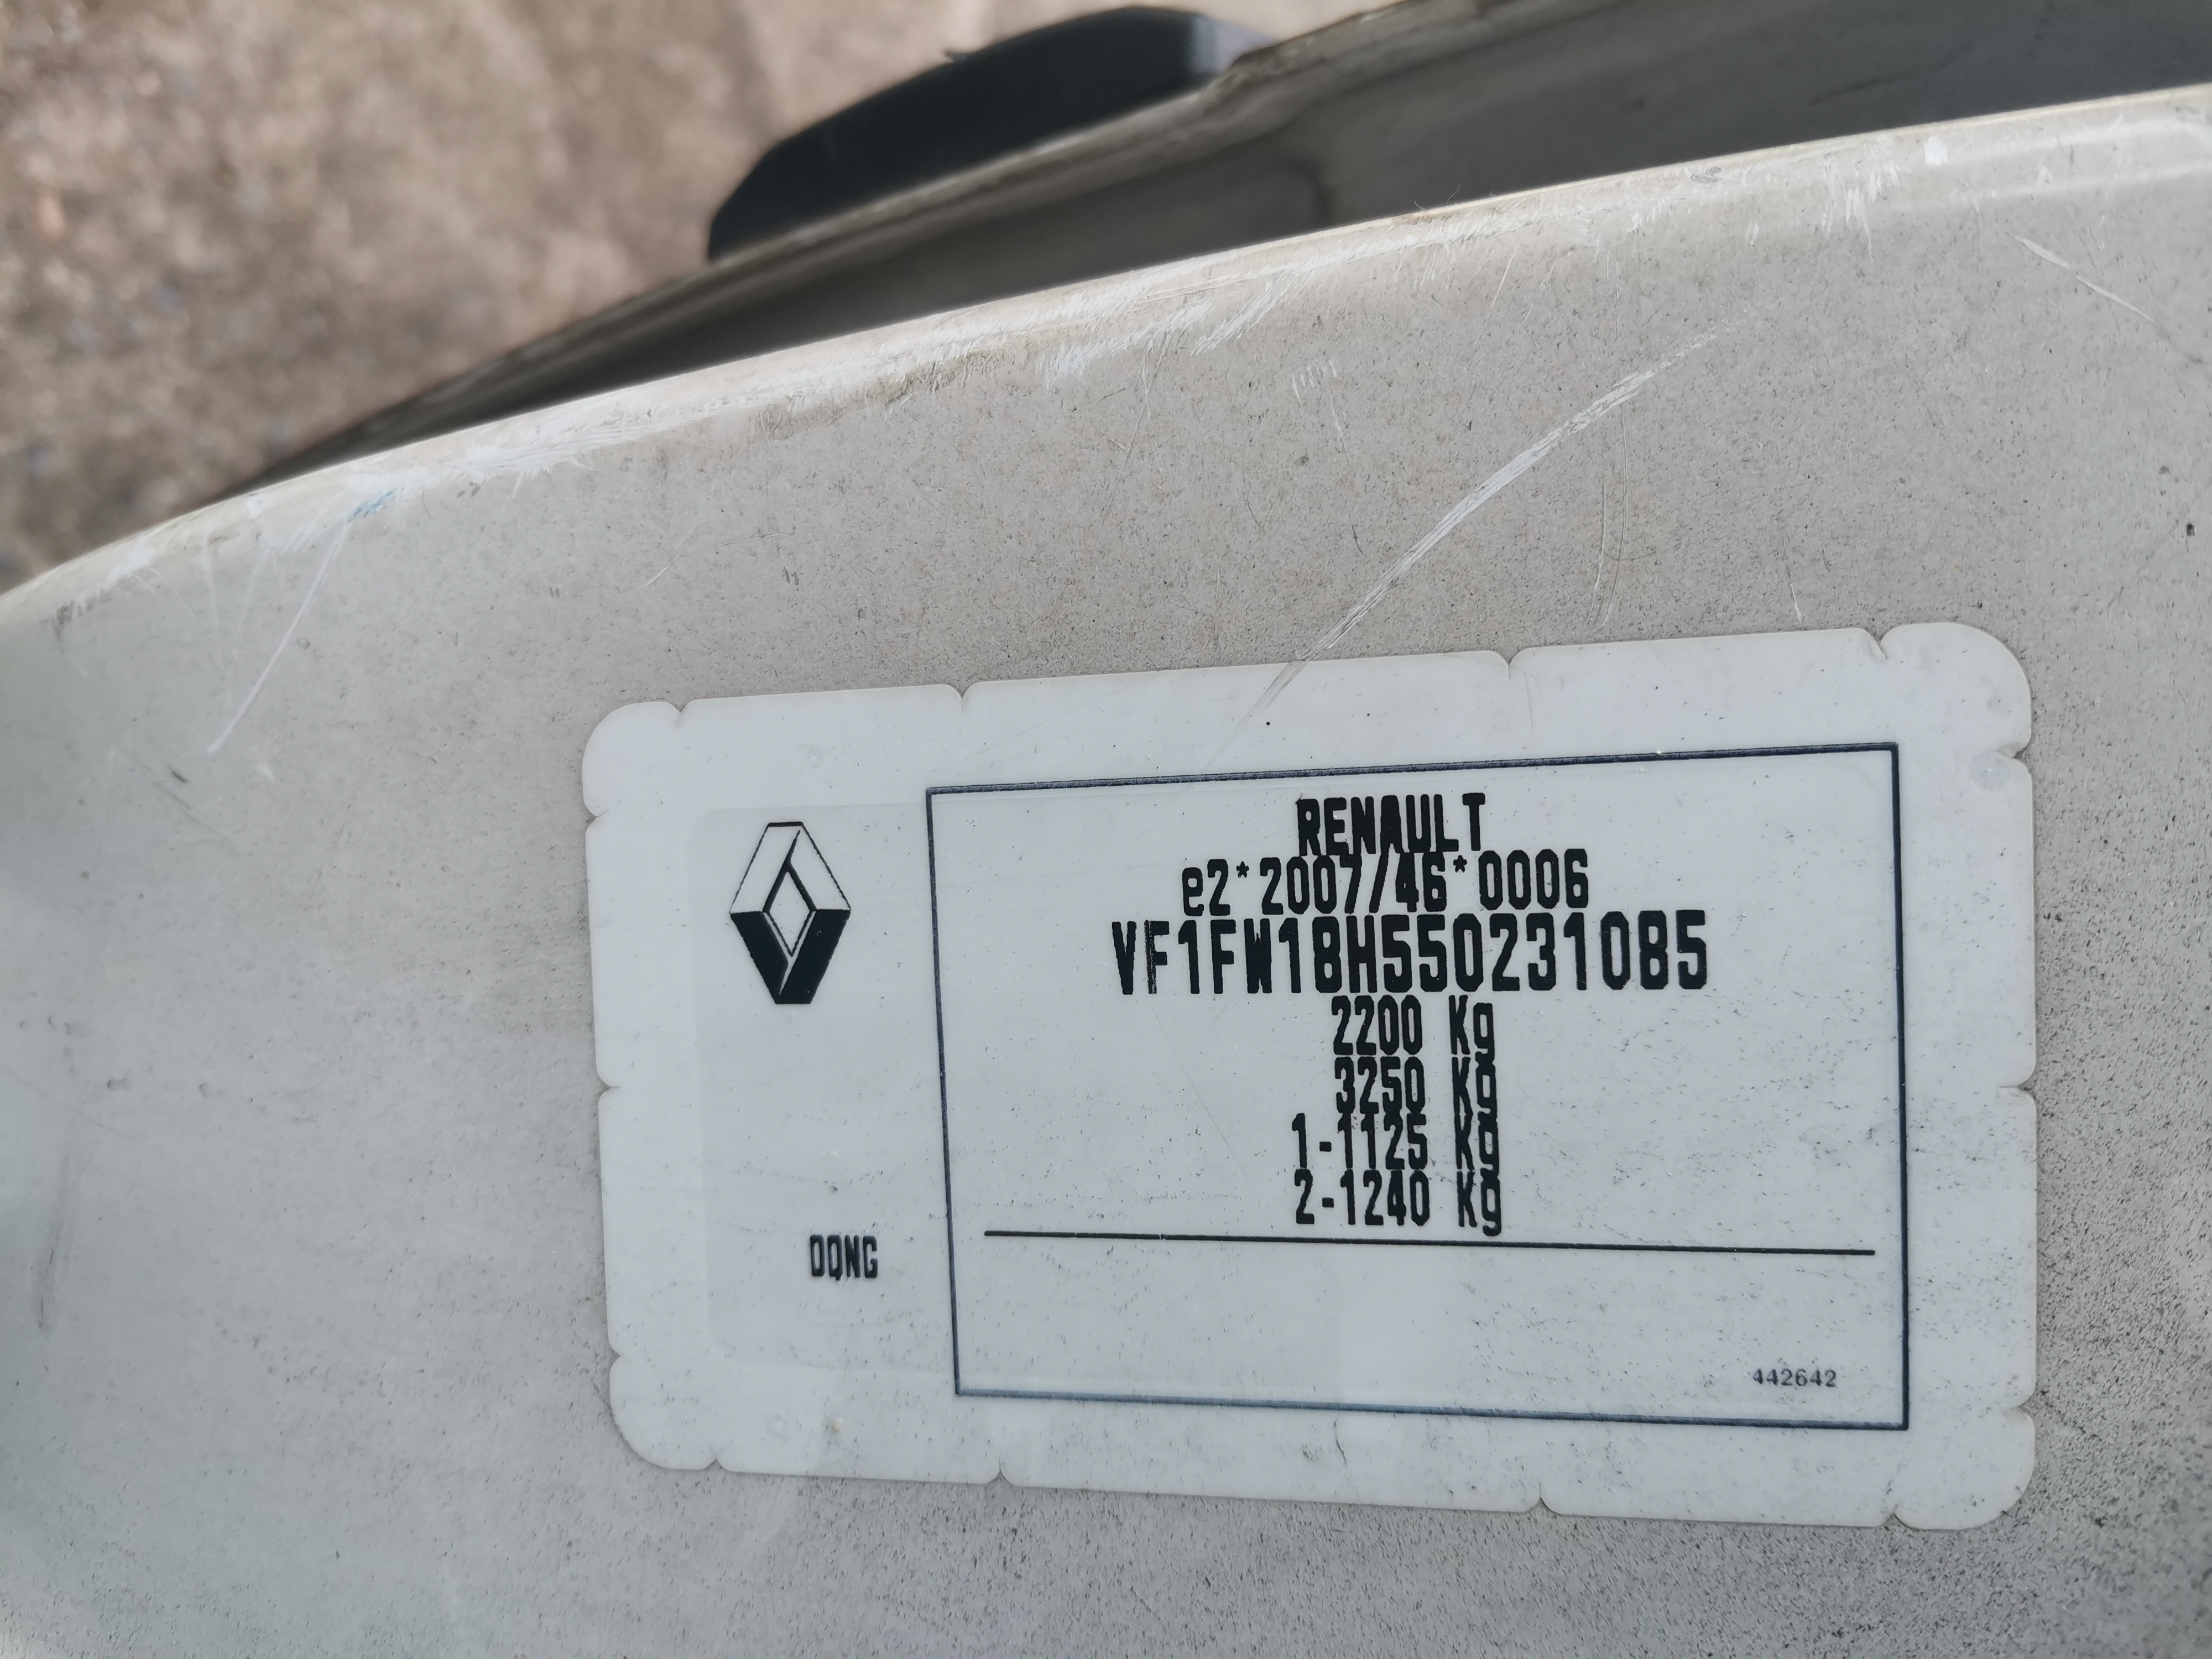 RENAULT
e2*2007/46*0006
VF1FW18H550231085
2200 Kg
3250 Kg
1-1125 Kg
2-1240 Kg
DQNG
442642